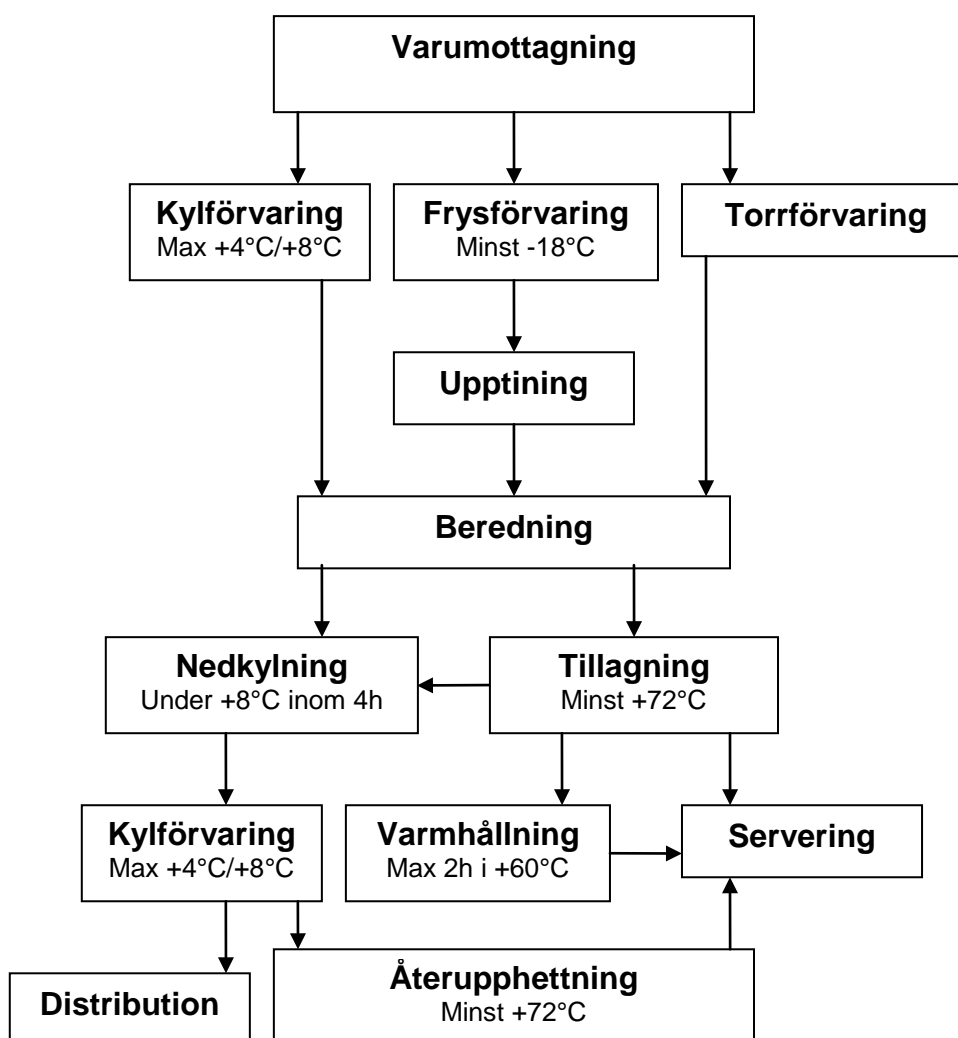 Varumottagning
Kylförvaring
Max +4°C/+8°C
Frysförvaring
Minst -18°C
Torrförvaring
Upptining
Beredning
Nedkylning
Under +8°C inom 4h
Tillagning
Minst +72°C
Kylförvaring
Max +4°C/+8°C
Varmhållning
Max 2h i +60°C
Servering
Distribution
Återupphettning
Minst +72°C